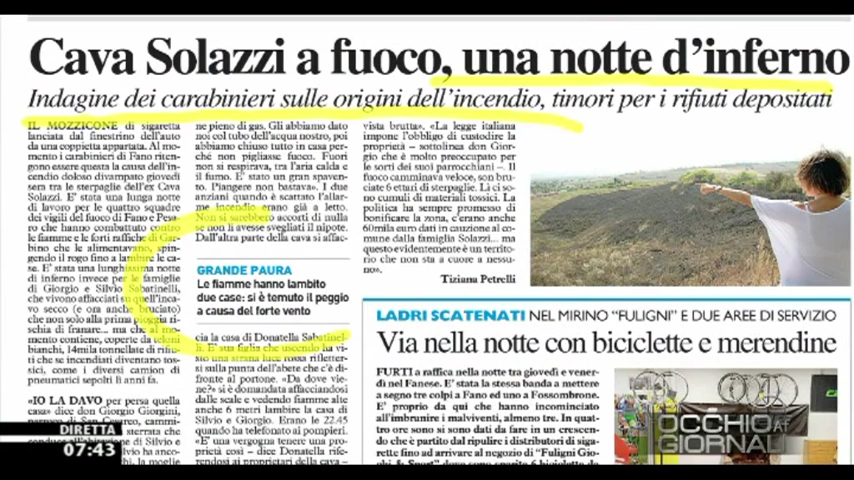 Cava Solazzi a fuoco, una notte d'inferno
Indagine dei carabinieri sulle origini dell'incendio, timori per i rifiuti depositati
IL MOZZICONE di sigaretta
lanciata dal finestrino dell'auto
da una coppietta appartata. Al mo-
mento i carabinieri di Fano riten-
gono essere questa la causa dell'in-
cendio doloso divampato giovedì
sera tra le sterpaglie dell'ex Cava
Solazzi. E' stata una lunga notte
di lavoro per le quattro squadre
dei vigili del fuoco di Fano e Pesa-
ro che hanno combattuto contro
le fiamme e le forti raffiche di Gar-
bino che le alimentavano, spin-
gendo il rogo fino a lambire le ca-
se. E' stata una lunghissima notte
di inferno invece per le famiglie
di Giorgio e Silvio Sabatinelli,
che vivono affacciati su quell'inca-
vo secco (e ora anche bruciato)
che non solo alla prima pioggia ri-
schia di franare... ma che al mo-
mento contiene, coperte da teloni
bianchi, 14mila tonnellate di rifiu-
ti che se incendiati diventano tos-
sici, come i diversi camion di
pneumatici sepolti lì anni fa.
«IO LA DAVO per persa quella
casa» dice don Giorgio Giorgini,
ne pieno di gas. Gli abbiamo dato
noi col tubo dell'acqua nostro, poi
abbiamo chiuso tutto in casa per-
ché non pigliasse fuoco. Fuori
non si respirava, tra l'aria calda e
il fumo. E' stato un gran spaven-
to. Piangere non bastava». I due
anziani quando è scattato l'allar-
me incendio erano già a letto.
Non si sarebbero accorti di nulla
se non li avesse svegliati il nipote.
Dall'altra parte della cava si affac-
GRANDE PAURA
Le fiamme hanno lambito
due case: si è temuto il peggio
a causa del forte vento
cia la casa di Donatella Sabatinel-
li. E' sua figlia che uscendo ha vi-
sto una strana luce rossa rifletter-
si sulla punta dell'abete che c'è di-
fronte al portone. «Da dove vie-
ne?» si è domandata affacciandosi
dalle scale e vedendo fiamme alte
anche 6 metri lambire la casa di
Silvio e Giorgio. Erano le 22.45
quando ha telefonato ai pompieri.
"E' una vergogna tenere una pro-
prietà così – dice Donatella rife-
rendosi ai proprietari della cava –
vista brutta». «La legge italiana
impone l'obbligo di custodire la
proprietà – sottolinea don Gior-
gio che è molto preoccupato per
le sorti dei suoi parrocchiani –. Il
fuoco camminava veloce, son bru-
ciate 6 ettari di sterpaglie. Là ci so-
no cumuli di materiali tossici. La
politica ha sempre promesso di
bonificare la zona, c'erano anche
60mila euro dati in cauzione al co-
mune dalla famiglia Solazzi... ma
questo evidentemente è un territo-
rio che non sta a cuore a nessu-
no».
Tiziana Petrelli
LADRI SCATENATI NEL MIRINO "FULIGNI" E DUE AREE DI SERVIZIO
Via nella notte con biciclette e merendine
FURTI a raffica nella notte tra giovedì e vener-
dì nel Fanese. E' stata la stessa banda a mettere
a segno tre colpi a Fano ed uno a Fossombrone.
E' proprio da qui che hanno incominciato
all'imbrunire i malviventi, almeno tre. In quat-
tro ore sono si sono dati da fare in un crescen-
do che è partito dal ripulire i distributori di siga-
rette fino ad arrivare al negozio di "Fuligni Gio-
DIRETTA
07:43
OCCHIO AI
GIORNALI